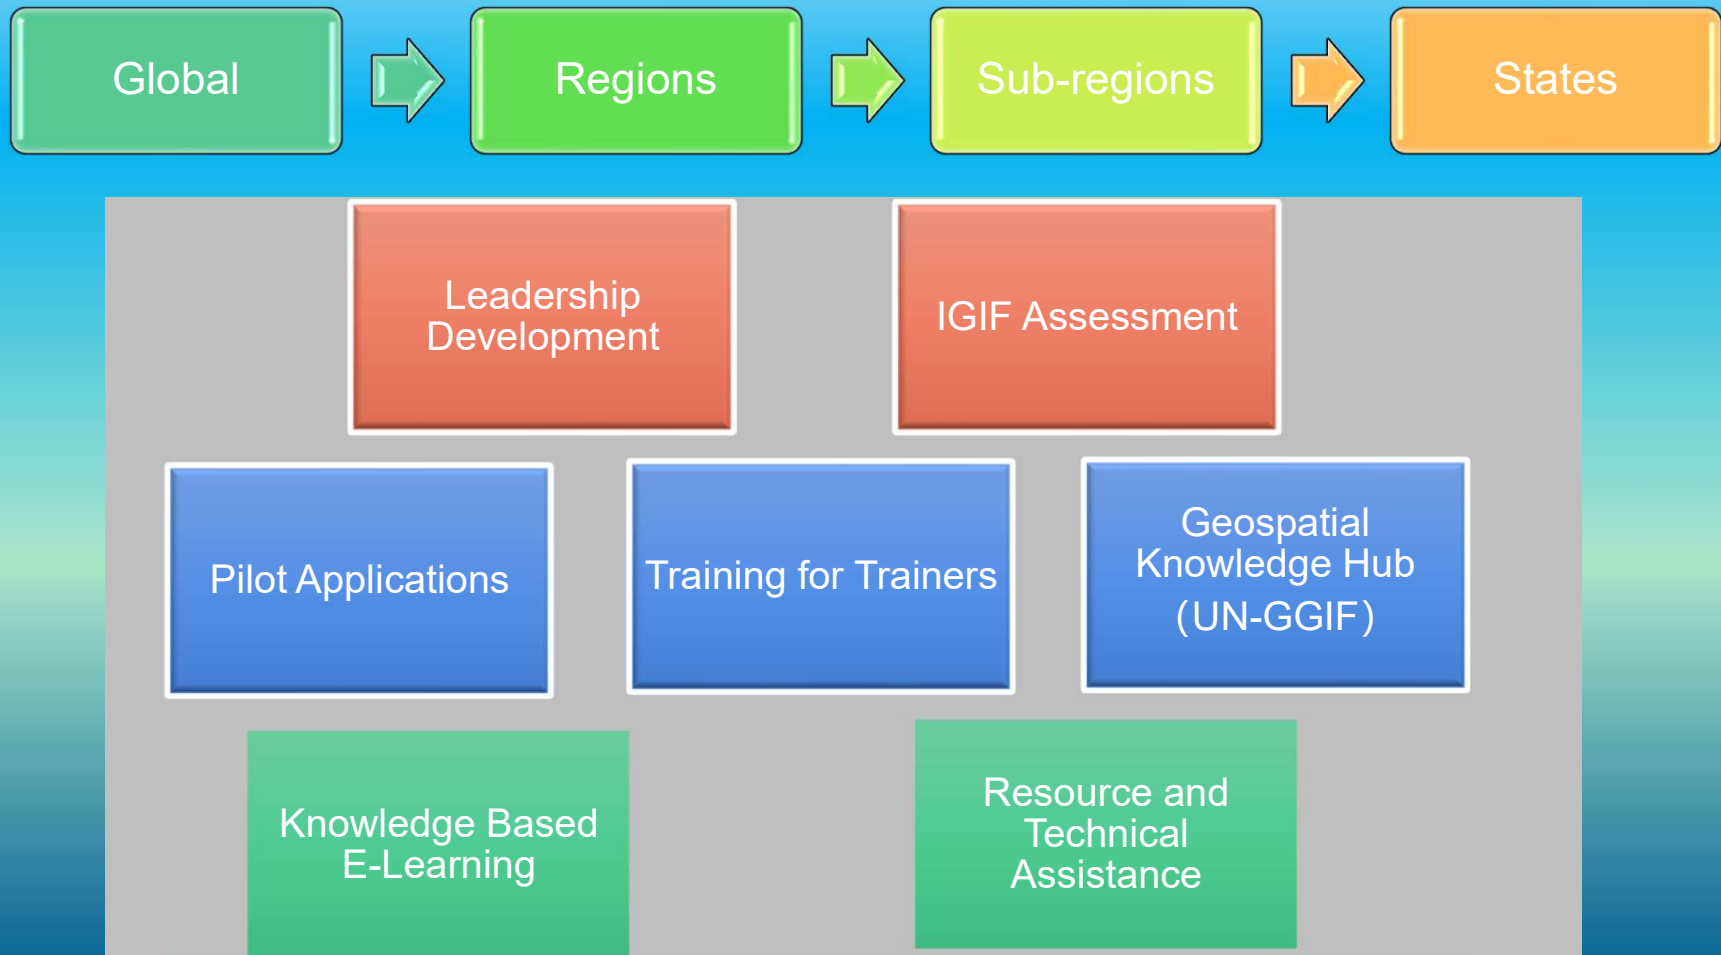 Global
Regions
Sub-regions
States
Leadership
Development
IGIF Assessment
Pilot Applications
Training for Trainers
Geospatial
Knowledge Hub
(UN-GGIF)
Knowledge Based
E-Learning
Resource and
Technical
Assistance